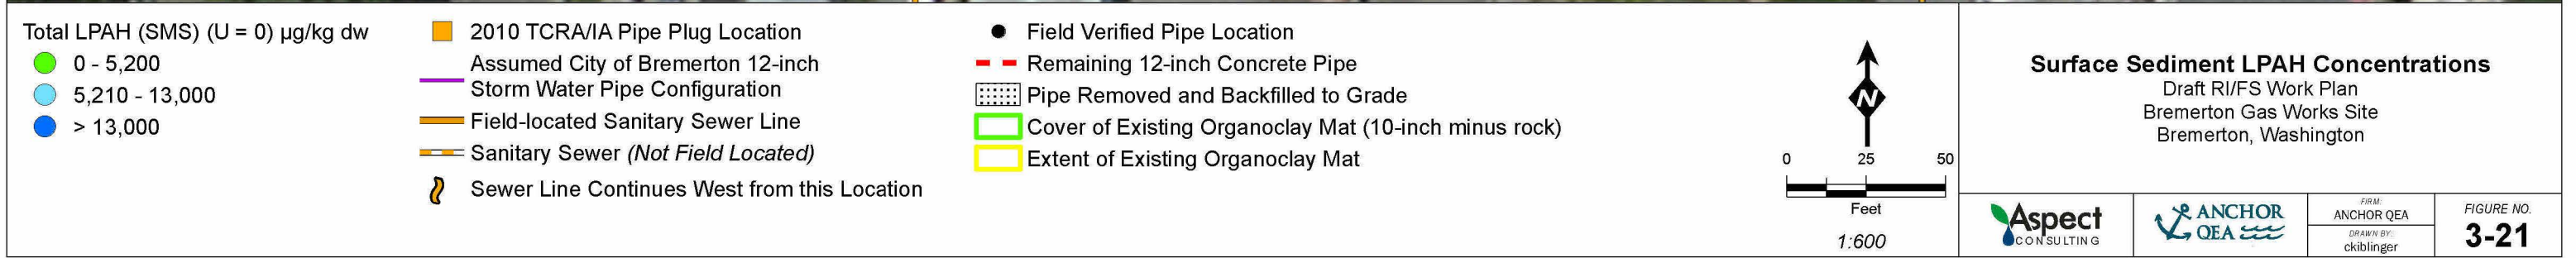 Total LPAH (SMS) (U = 0) µg/kg dw
0 - 5,200
5,210 - 13,000
> 13,000
2010 TCRA/IA Pipe Plug Location
Assumed City of Bremerton 12-inch
Storm Water Pipe Configuration
Field-located Sanitary Sewer Line
Sanitary Sewer (Not Field Located)
Sewer Line Continues West from this Location
Field Verified Pipe Location
Remaining 12-inch Concrete Pipe
Pipe Removed and Backfilled to Grade
Cover of Existing Organoclay Mat (10-inch minus rock)
Extent of Existing Organoclay Mat
N
0 25 50
Feet
1:600
Surface Sediment LPAH Concentrations
Draft RI/FS Work Plan
Bremerton Gas Works Site
Bremerton, Washington
Aspect
CONSULTING
ANCHOR
QEA
FIRM:
ANCHOR QEA
DRAWN BY:
ckiblinger
FIGURE NO.
3-21